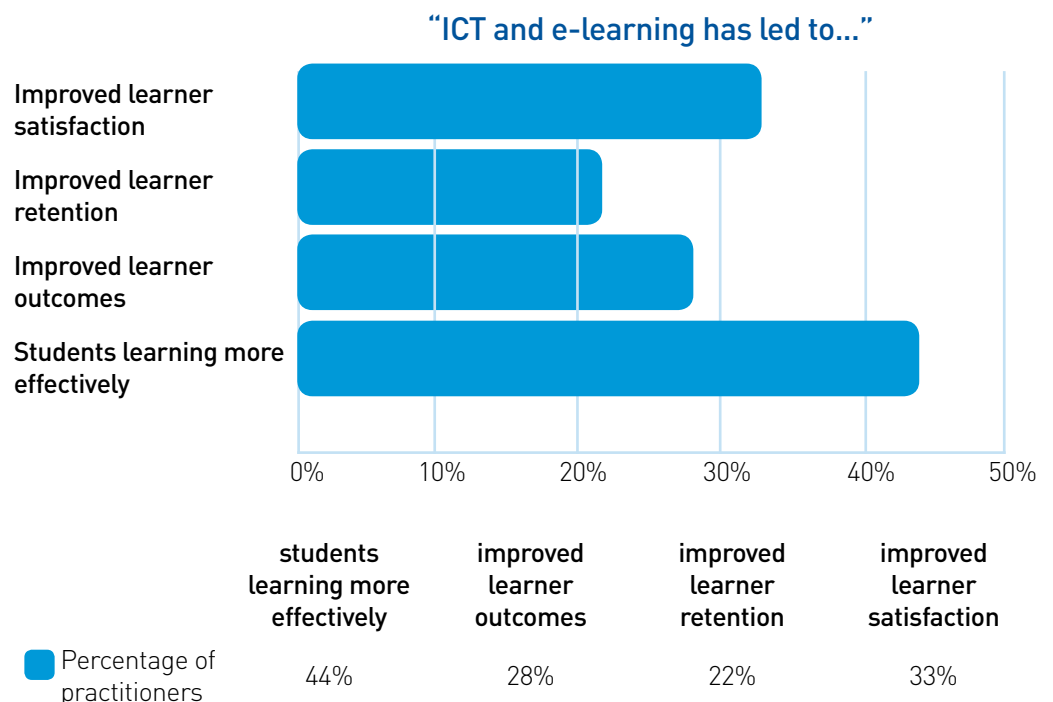 “ICT and e-learning has led to...”
Improved learner
satisfaction
Improved learner
retention
Improved learner
outcomes
Students learning more
effectively
0% 10% 20% 30% 40% 50%
students improved improved improved
learning more learner learner learner
effectively outcomes retention satisfaction
Percentage of
practitioners 44% 28% 22% 33%